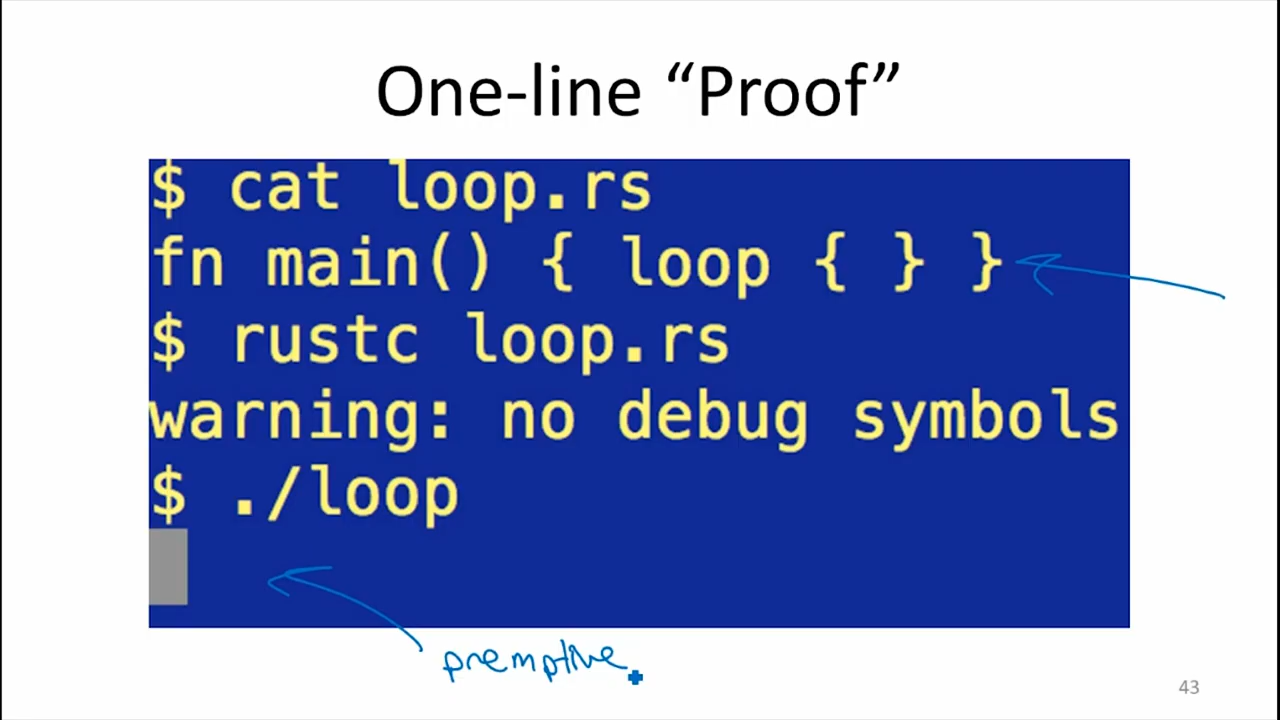 One-line “Proof”
$ cat loop.rs
fn main() { loop { } }
$ rustc loop.rs
warning: no debug symbols
$ ./loop
premptive
43